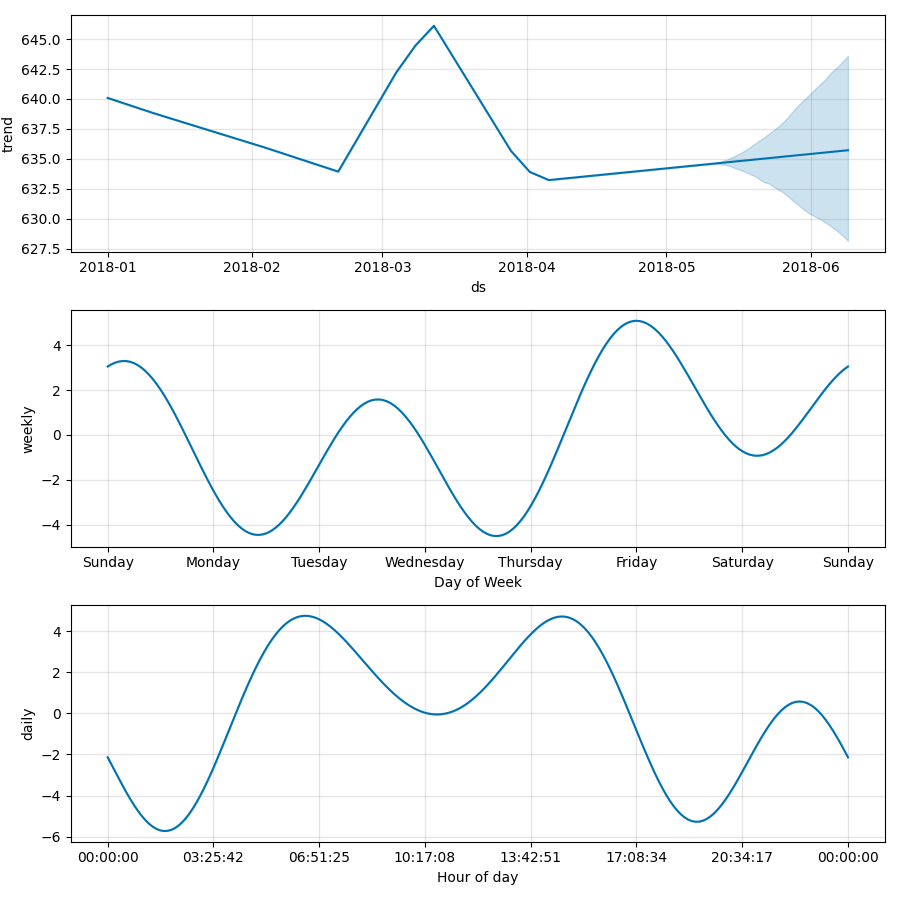 645.0
642.5
640.0
637.5
635.0
632.5
630.0
627.5
trend
2018-01 2018-02 2018-03 2018-04 2018-05 2018-06
ds
4
2
0
−2
−4
weekly
Sunday Monday Tuesday Wednesday Thursday Friday Saturday Sunday
Day of Week
4
2
0
−2
−4
−6
daily
00:00:00 03:25:42 06:51:25 10:17:08 13:42:51 17:08:34 20:34:17 00:00:00
Hour of day